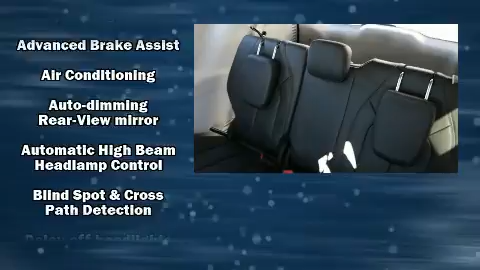 Advanced Brake Assist
Air Conditioning
Auto-dimming
Rear-View mirror
Automatic High Beam
Headlamp Control
Blind Spot & Cross
Path Detection